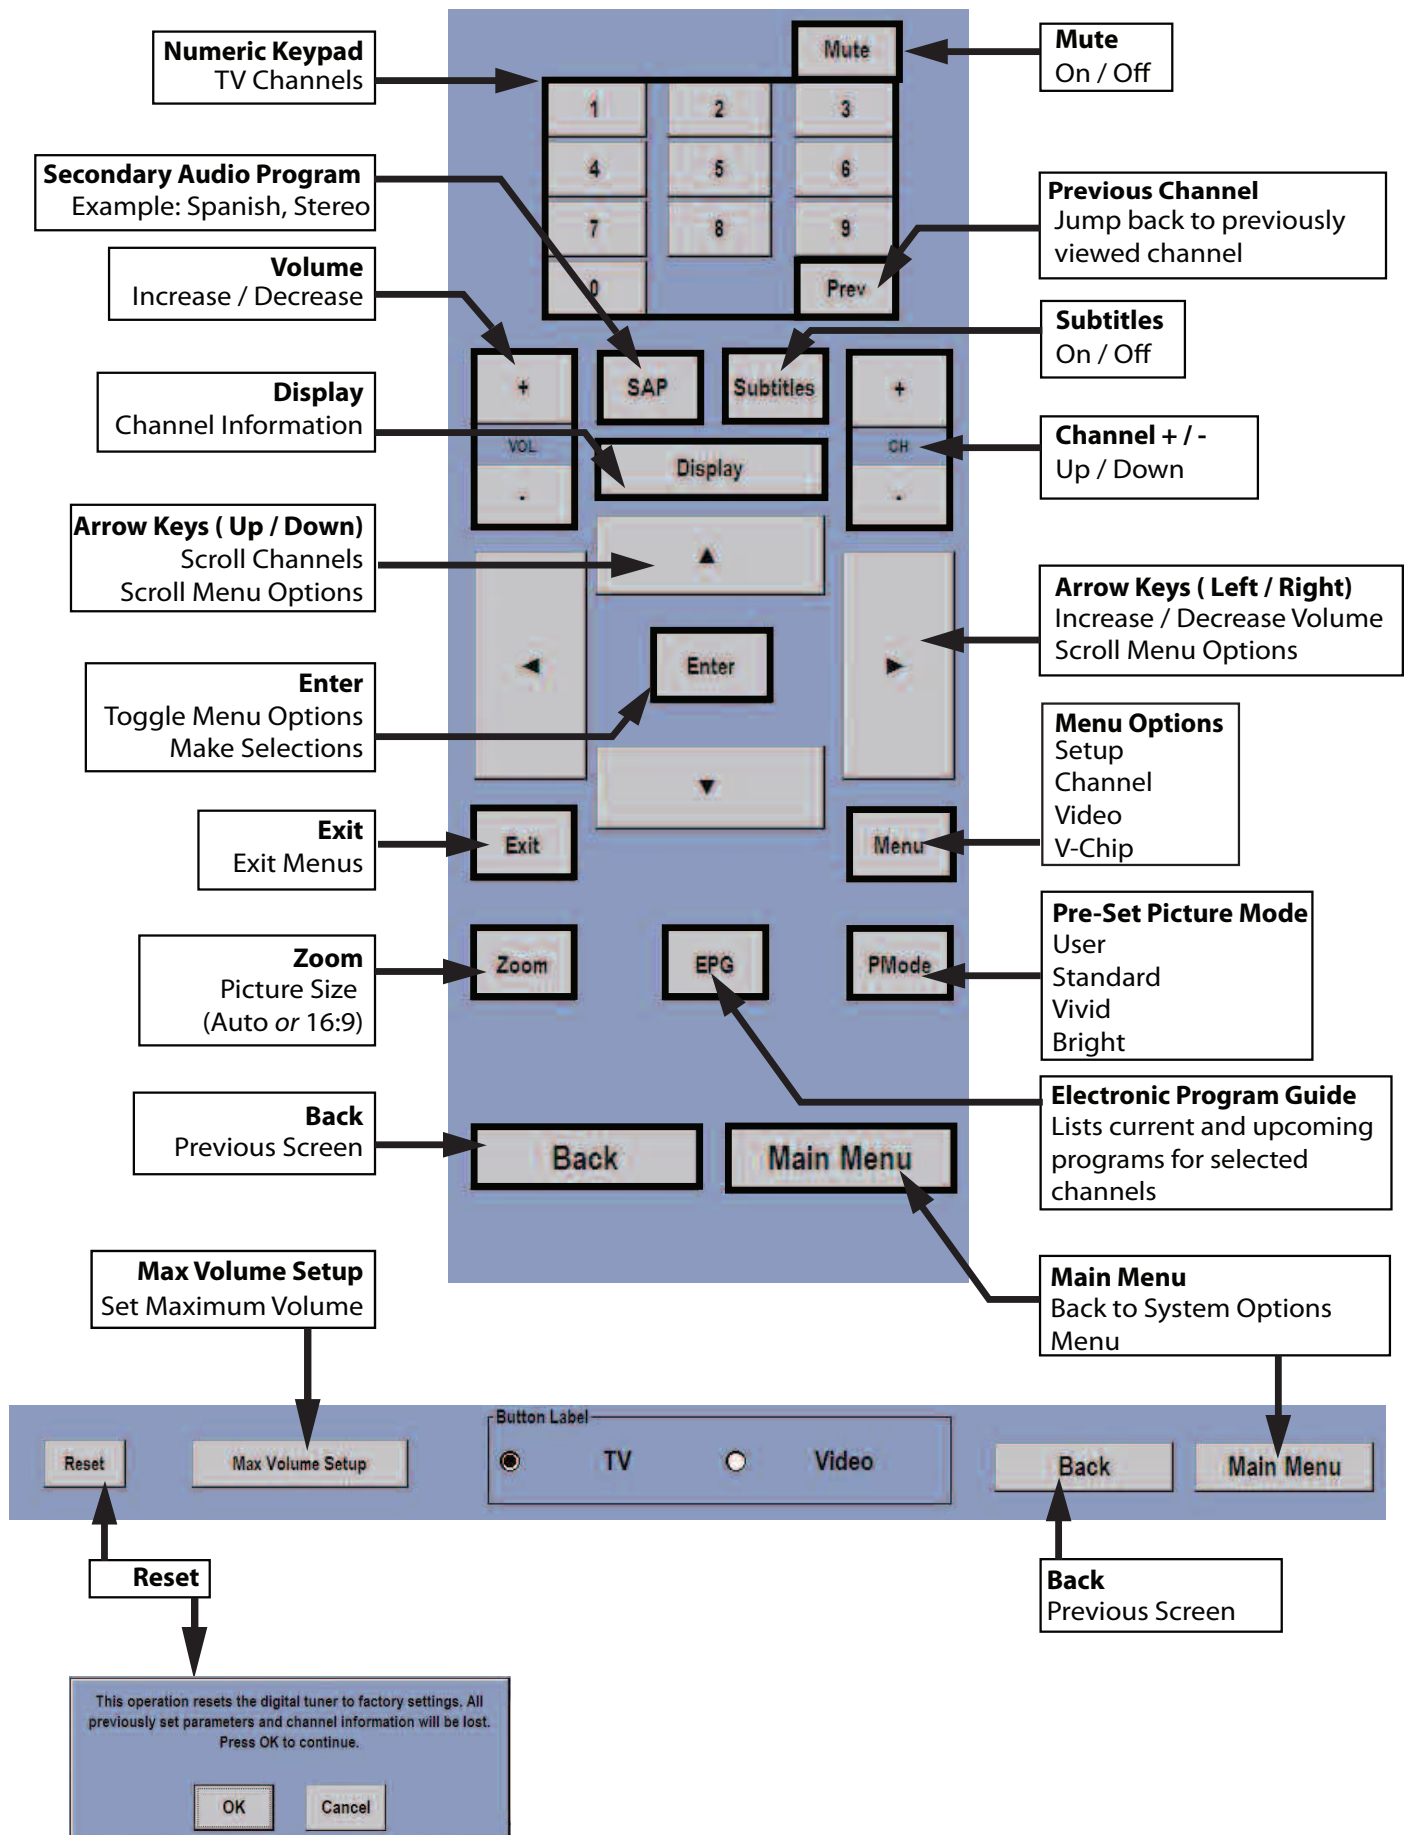 Numeric Keypad
TV Channels
Secondary Audio Program
Example: Spanish, Stereo
Volume
Increase / Decrease
Display
Channel Information
Arrow Keys ( Up / Down)
Scroll Channels
Scroll Menu Options
Enter
Toggle Menu Options
Make Selections
Exit
Exit Menus
Zoom
Picture Size
(Auto or 16:9)
Back
Previous Screen
Max Volume Setup
Set Maximum Volume
Mute
1 2 3
4 5 6
7 8 9
0 Prev
+ SAP Subtitles +
VOL CH
Display
- -
▲
◄ Enter ►
▼
Exit Menu
Zoom EPG PMode
Back Main Menu
Mute
On / Off
Previous Channel
Jump back to previously
viewed channel
Subtitles
On / Off
Channel + / -
Up / Down
Arrow Keys ( Left / Right)
Increase / Decrease Volume
Scroll Menu Options
Menu Options
Setup
Channel
Video
V-Chip
Pre-Set Picture Mode
User
Standard
Vivid
Bright
Electronic Program Guide
Lists current and upcoming
programs for selected
channels
Main Menu
Back to System Options
Menu
Button Label
Reset Max Volume Setup TV Video Back Main Menu
Reset
Back
Previous Screen
This operation resets the digital tuner to factory settings. All
previously set parameters and channel information will be lost.
Press OK to continue.
OK Cancel